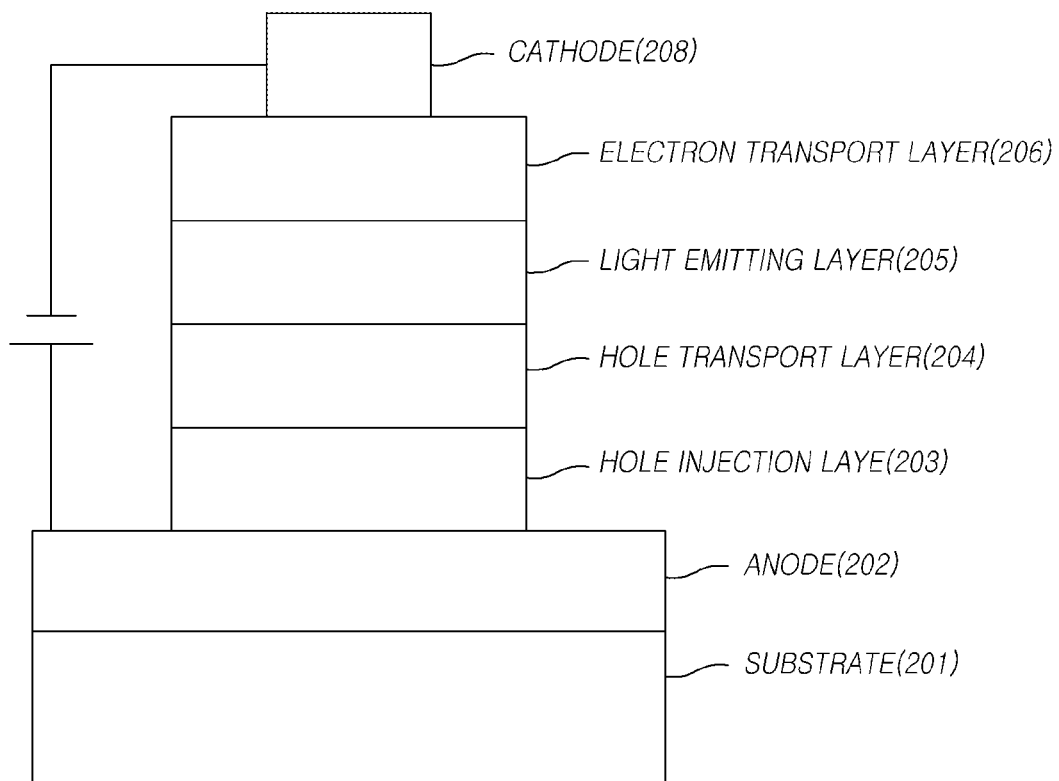 CATHODE(208)
ELECTRON TRANSPORT LAYER(206)
LIGHT EMITTING LAYER(205)
HOLE TRANSPORT LAYER(204)
HOLE INJECTION LAYE(203)
ANODE(202)
SUBSTRATE(201)